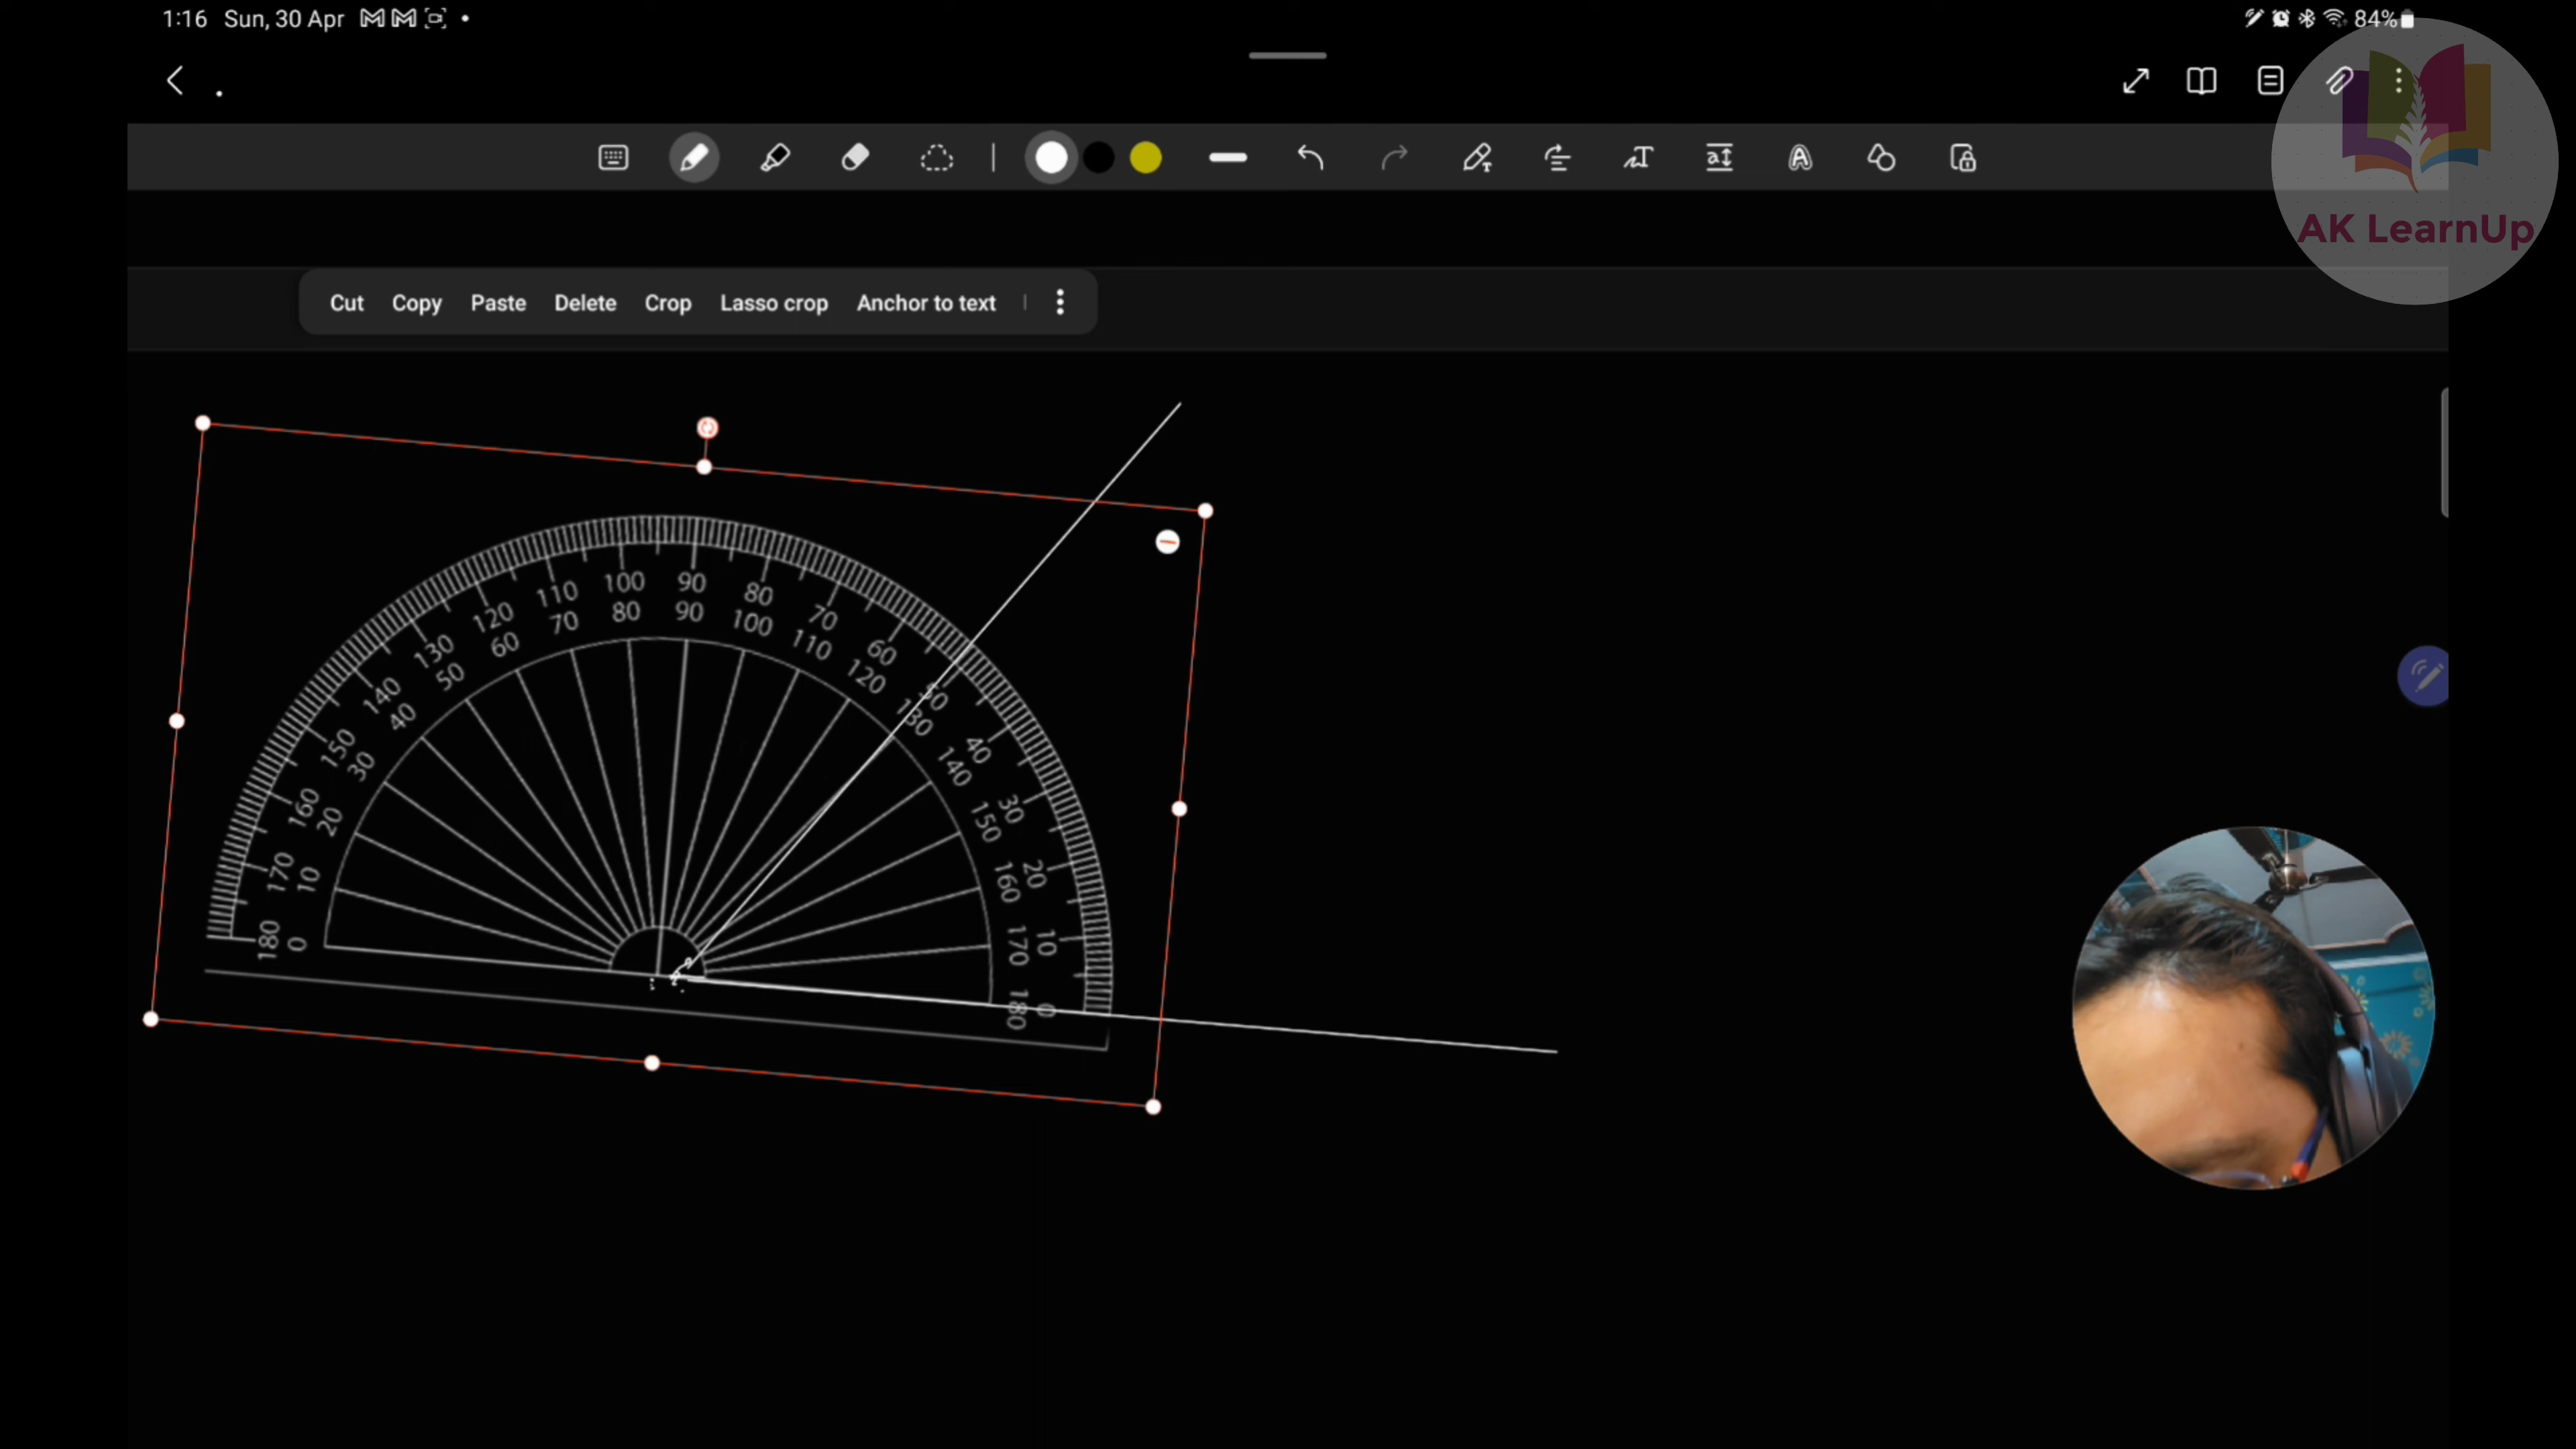 1:16 Sun, 30 Apr
84%
AK LearnUp
Cut Copy Paste Delete Crop Lasso crop Anchor to text
180 170 160 150 140 130 120 110 100 90 80 70 60 50 40 30 20 10 0
0 10 20 30 40 50 60 70 80 90 100 110 120 130 140 150 160 170 180